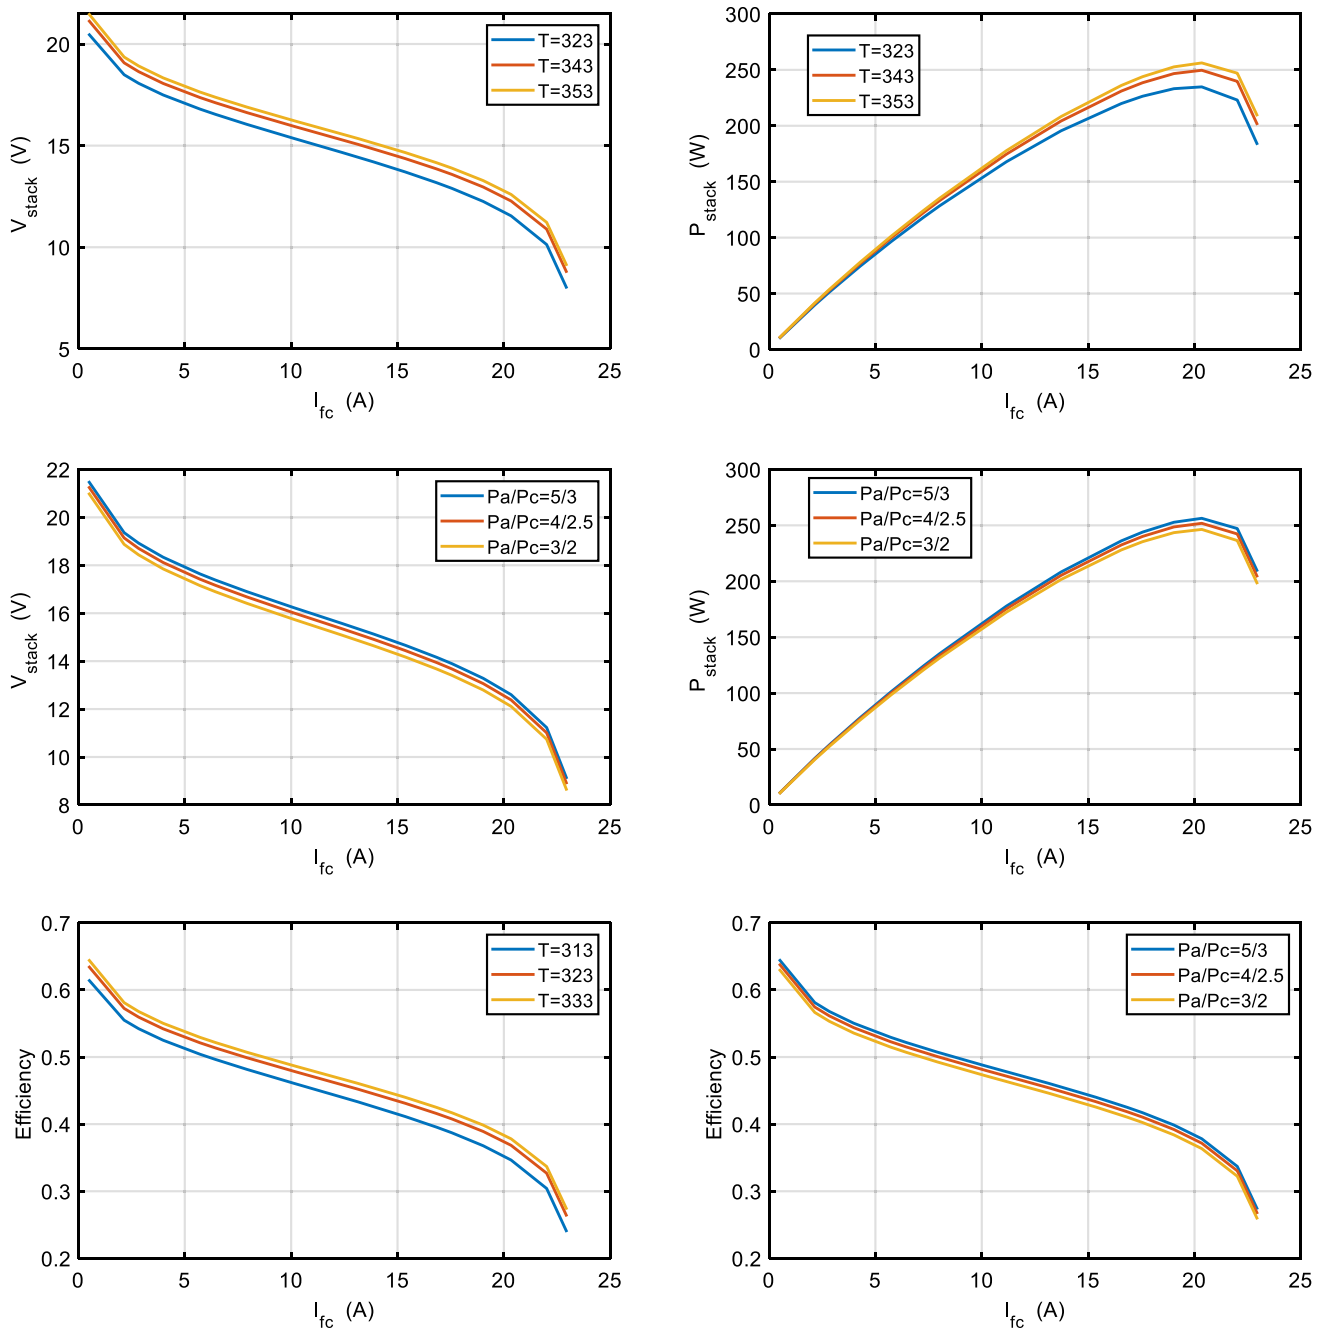 20
15
10
5
0
5
10
15
20
25
V_stack (V)
I_fc (A)
T=323
T=343
T=353
300
250
200
150
100
50
0
0
5
10
15
20
25
P_stack (W)
I_fc (A)
T=323
T=343
T=353
22
20
18
16
14
12
10
8
0
5
10
15
20
25
V_stack (V)
I_fc (A)
Pa/Pc=5/3
Pa/Pc=4/2.5
Pa/Pc=3/2
300
250
200
150
100
50
0
0
5
10
15
20
25
P_stack (W)
I_fc (A)
Pa/Pc=5/3
Pa/Pc=4/2.5
Pa/Pc=3/2
0.7
0.6
0.5
0.4
0.3
0.2
0
5
10
15
20
25
Efficiency
I_fc (A)
T=313
T=323
T=333
0.7
0.6
0.5
0.4
0.3
0.2
0
5
10
15
20
25
Efficiency
I_fc (A)
Pa/Pc=5/3
Pa/Pc=4/2.5
Pa/Pc=3/2